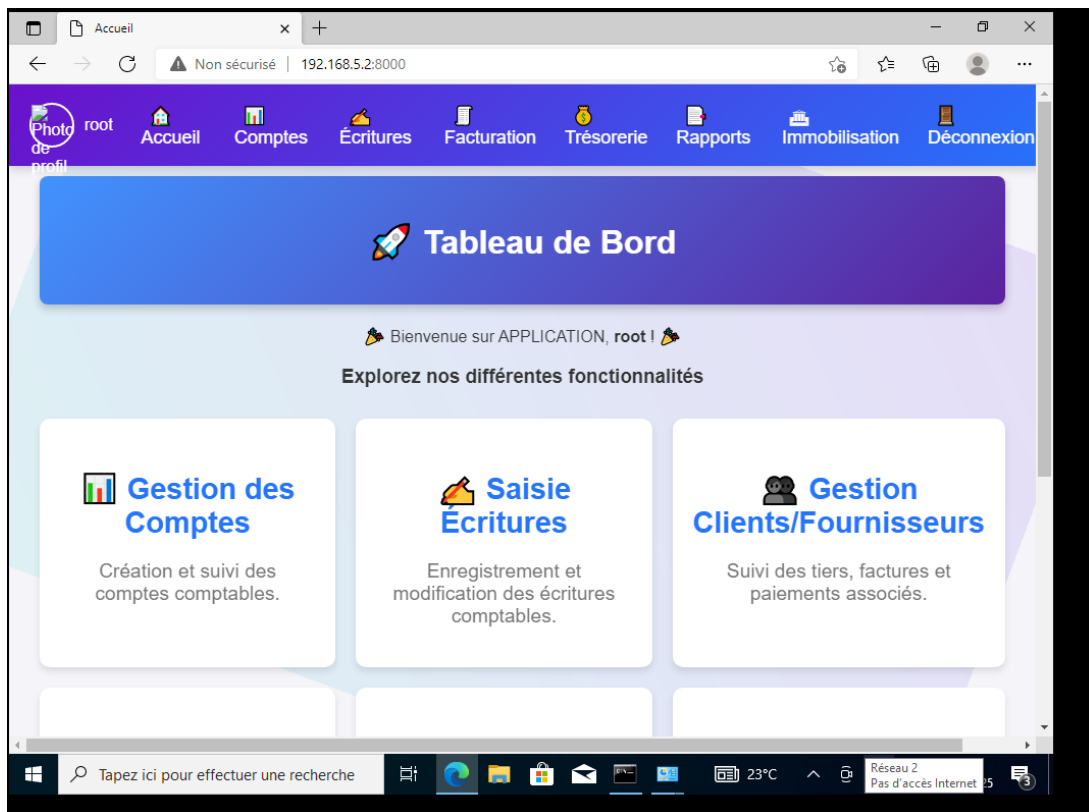 Accueil
Non sécurisé | 192.168.5.2:8000
Photo de profil
root
Accueil
Comptes
Écritures
Facturation
Trésorerie
Rapports
Immobilisation
Déconnexion
Tableau de Bord
Bienvenue sur APPLICATION, root !
Explorez nos différentes fonctionnalités
Gestion des
Comptes
Création et suivi des
comptes comptables.
Saisie
Écritures
Enregistrement et
modification des écritures
comptables.
Gestion
Clients/Fournisseurs
Suivi des tiers, factures et
paiements associés.
Tapez ici pour effectuer une recherche
23°C
Réseau 2
Pas d'accès Internet
3